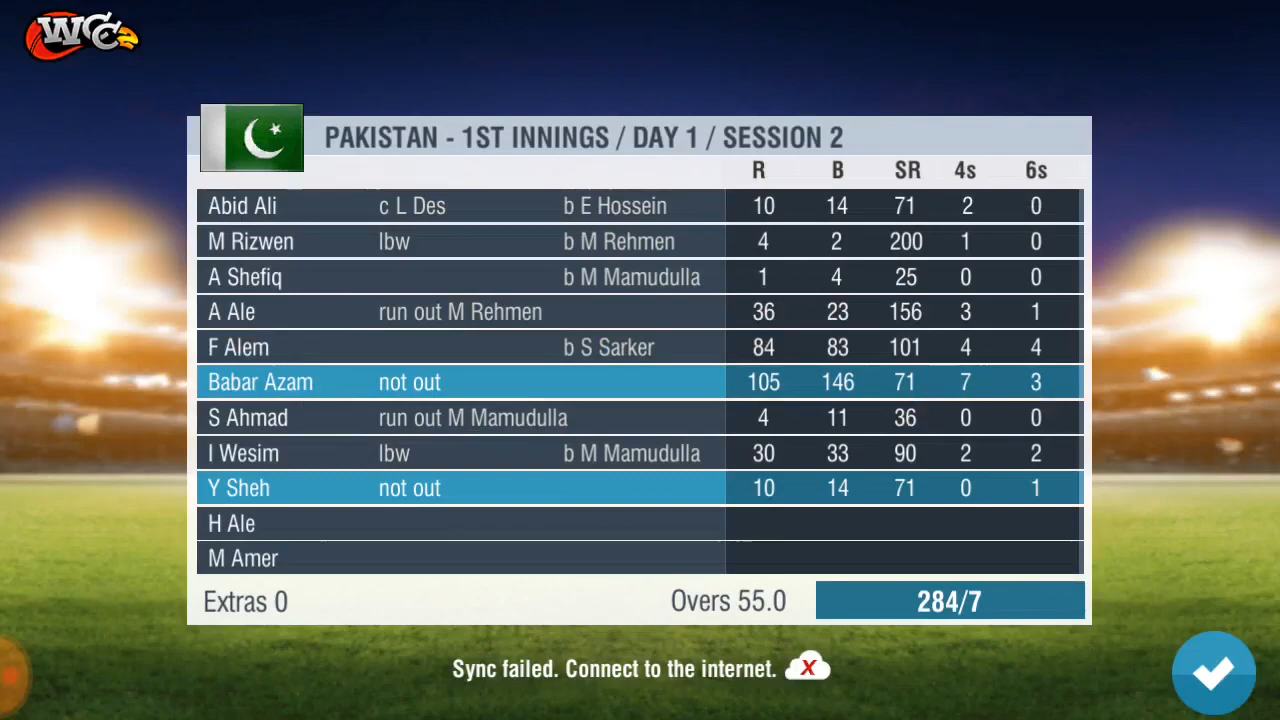 WCC
PAKISTAN - 1ST INNINGS / DAY 1 / SESSION 2
R B SR 4s 6s
Abid Ali c L Des b E Hossein 10 14 71 2 0
M Rizwen lbw b M Rehmen 4 2 200 1 0
A Shefiq b M Mamudulla 1 4 25 0 0
A Ale run out M Rehmen 36 23 156 3 1
F Alem b S Sarker 84 83 101 4 4
Babar Azam not out 105 146 71 7 3
S Ahmad run out M Mamudulla 4 11 36 0 0
I Wesim lbw b M Mamudulla 30 33 90 2 2
Y Sheh not out 10 14 71 0 1
H Ale
M Amer
Extras 0 Overs 55.0 284/7
Sync failed. Connect to the internet. X